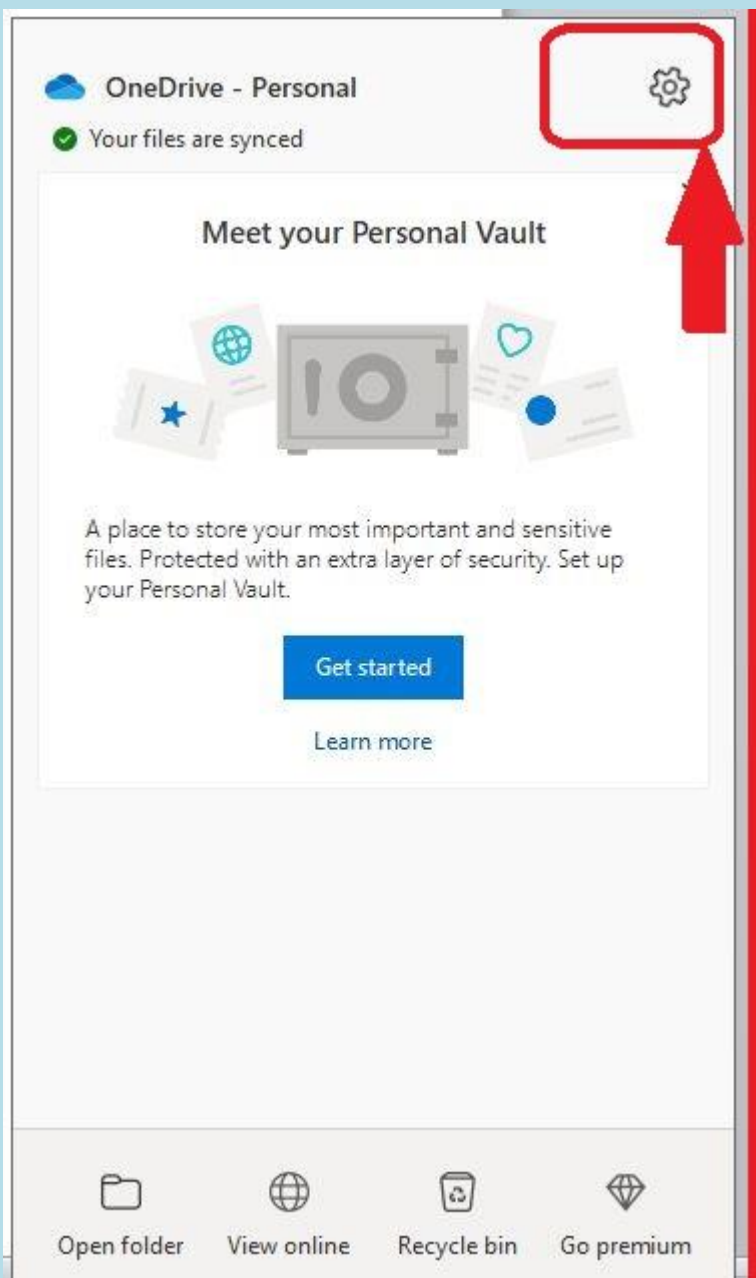 OneDrive - Personal
Your files are synced
Meet your Personal Vault
A place to store your most important and sensitive
files. Protected with an extra layer of security. Set up
your Personal Vault.
Get started
Learn more
Open folder View online Recycle bin Go premium